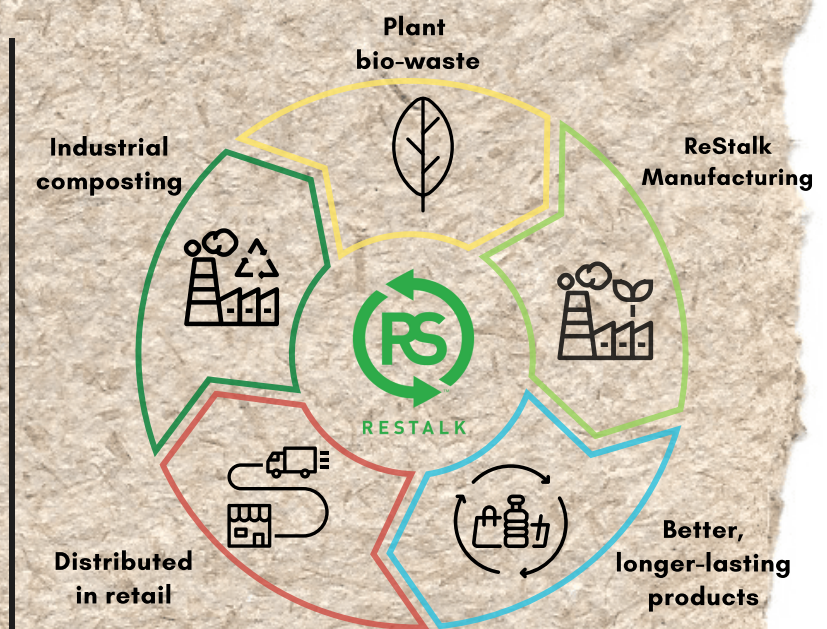 Plant
bio-waste
Industrial
composting
ReStalk
Manufacturing
RS
RESTALK
Distributed
in retail
Better,
longer-lasting
products